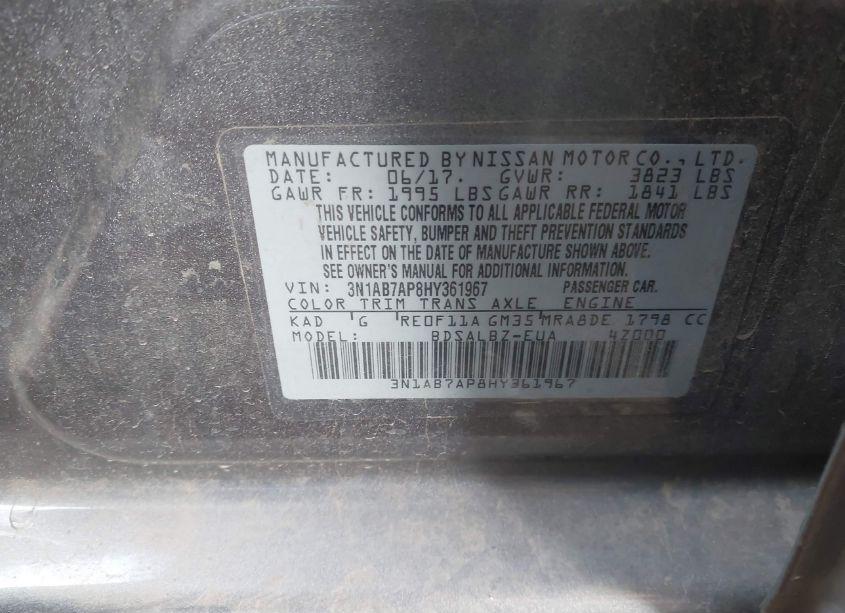 MANUFACTURED BY NISSAN MOTOR CO., LTD.
DATE: 06/17. GVWR: 3823 LBS
GAWR FR: 1995 LBS GAWR RR: 1841 LBS
THIS VEHICLE CONFORMS TO ALL APPLICABLE FEDERAL MOTOR
VEHICLE SAFETY, BUMPER AND THEFT PREVENTION STANDARDS
IN EFFECT ON THE DATE OF MANUFACTURE SHOWN ABOVE.
SEE OWNER'S MANUAL FOR ADDITIONAL INFORMATION.
VIN: 3N1AB7AP8HY361967 PASSENGER CAR.
COLOR TRIM TRANS AXLE ENGINE
KAD G RE0F11A GM35 MRA8DE 1798 CC
MODEL: BDSALBZ-EUA 4Z000
3N1AB7AP8HY361967